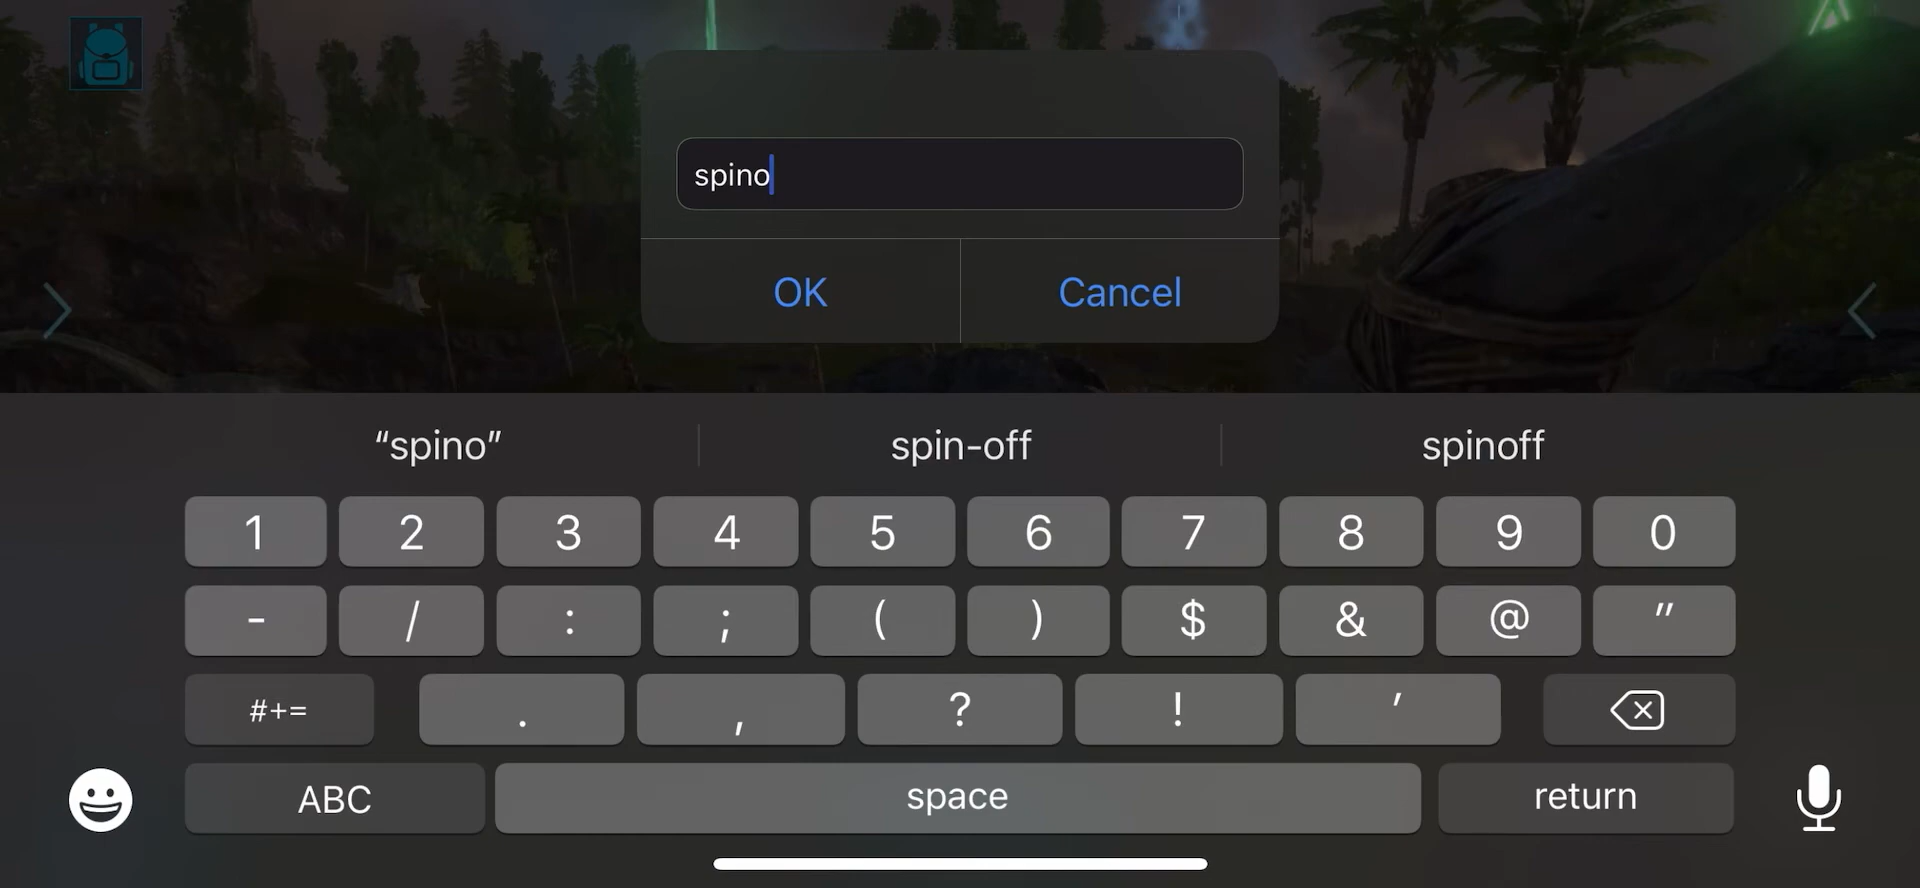 spino
OK Cancel
“spino” spin-off spinoff
1 2 3 4 5 6 7 8 9 0
- / : ; ( ) $ & @ "
#+= . , ? ! '
ABC space return